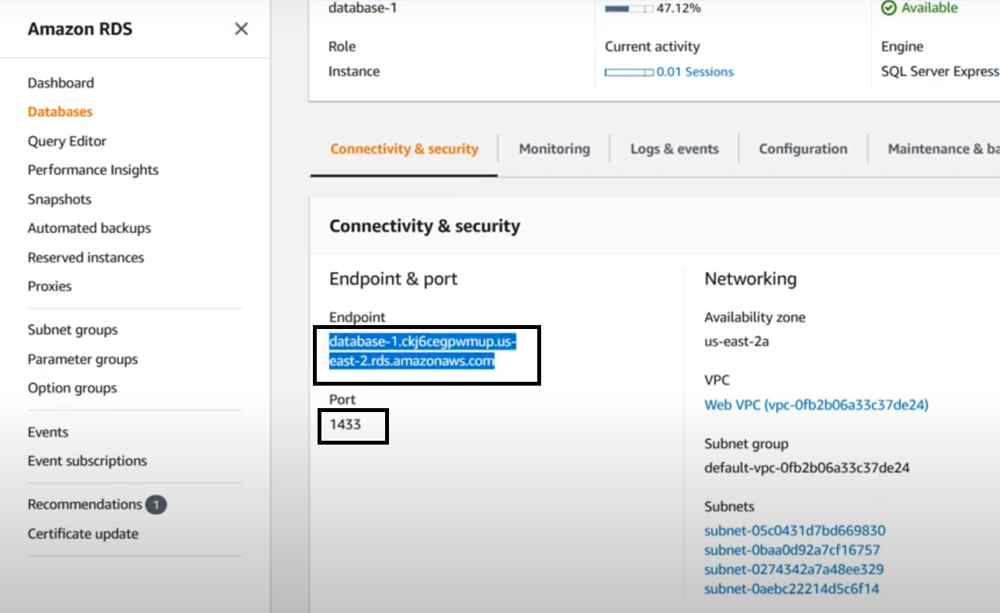 Amazon RDS
Dashboard
Databases
Query Editor
Performance Insights
Snapshots
Automated backups
Reserved instances
Proxies
Subnet groups
Parameter groups
Option groups
Events
Event subscriptions
Recommendations 1
Certificate update
database-1
47.12%
Available
Role
Instance
Current activity
0.01 Sessions
Engine
SQL Server Express
Connectivity & security
Monitoring
Logs & events
Configuration
Maintenance & ba
Connectivity & security
Endpoint & port
Endpoint
database-1.ckj6cegpwmup.us-
east-2.rds.amazonaws.com
Port
1433
Networking
Availability zone
us-east-2a
VPC
Web VPC (vpc-0fb2b06a33c37de24)
Subnet group
default-vpc-0fb2b06a33c37de24
Subnets
subnet-05c0431d7bd669830
subnet-0baa0d92a7cf16757
subnet-0274342a7a48ee329
subnet-0aebc22214d5c6f14